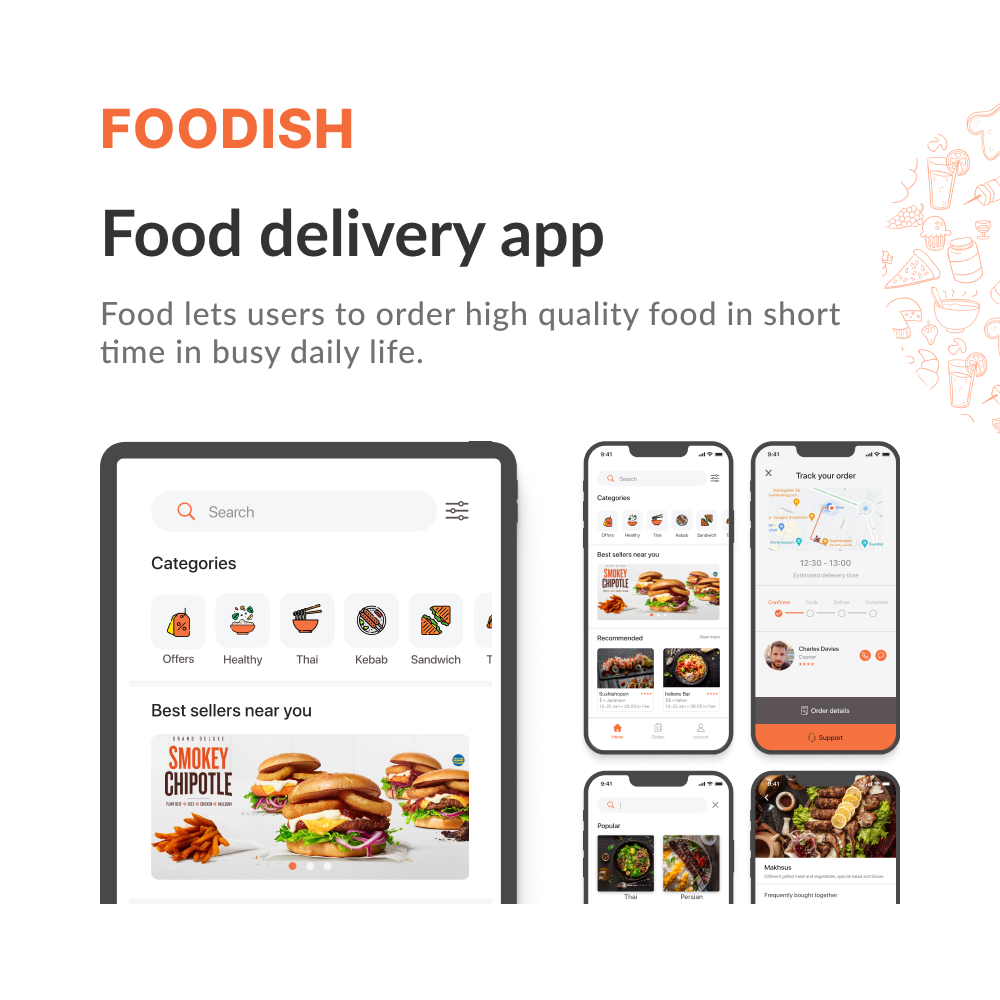 FOODISH
Food delivery app
Food lets users to order high quality food in short
time in busy daily life.
Search
Categories
Offers
Healthy
Thai
Kebab
Sandwich
T
Best sellers near you
GRAND DELUXE
SMOKEY
CHIPOTLE
9:41
Search
Categories
Offers
Healthy
Thai
Kebab
Sandwich
T
Best sellers near you
SMOKEY
CHIPOTLE
Recommended
View more
Sushishopen
$ • Japanese
Italiano Bar
Home
Orders
Account
9:41
Track your order
12:30 - 13:00
Estimated delievery time
Confirme
Cook
Deliver
Complete
Charles Davies
Courier
Order details
Support
9:41
Popular
Thai
Persian
9:41
Makhsus
Different grilled meat and vegetables, special salad and sauce
Frequently bought together